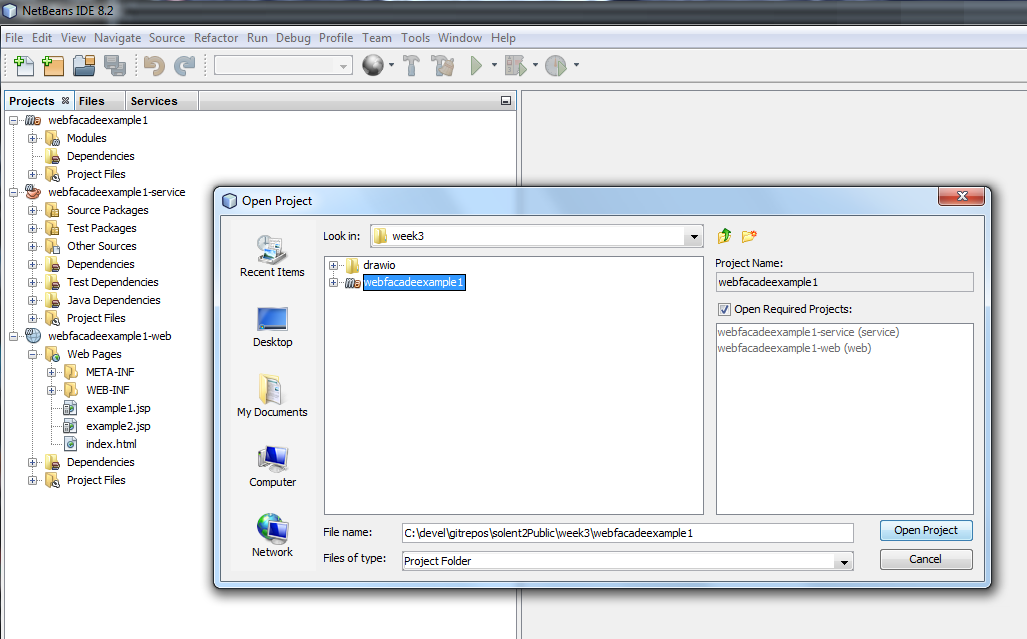 NetBeans IDE 8.2
File Edit View Navigate Source Refactor Run Debug Profile Team Tools Window Help
Projects Files Services
webfacadeexample1
Modules
Dependencies
Project Files
webfacadeexample1-service
Source Packages
Test Packages
Other Sources
Dependencies
Test Dependencies
Java Dependencies
Project Files
webfacadeexample1-web
Web Pages
META-INF
WEB-INF
example1.jsp
example2.jsp
index.html
Dependencies
Project Files
Open Project
Look in: week3
Recent Items
Desktop
My Documents
Computer
Network
drawio
webfacadeexample1
Project Name:
webfacadeexample1
Open Required Projects:
webfacadeexample1-service (service)
webfacadeexample1-web (web)
File name: C:\devel\gitrepos\solent2Public\week3\webfacadeexample1
Open Project
Files of type: Project Folder
Cancel